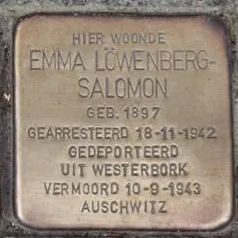 HIER WOONDE
EMMA LÖWENBERG-
SALOMON
GEB. 1897
GEARRESTEERD 18-11-1942
GEDEPORTEERD
UIT WESTERBORK
VERMOORD 10-9-1943
AUSCHWITZ